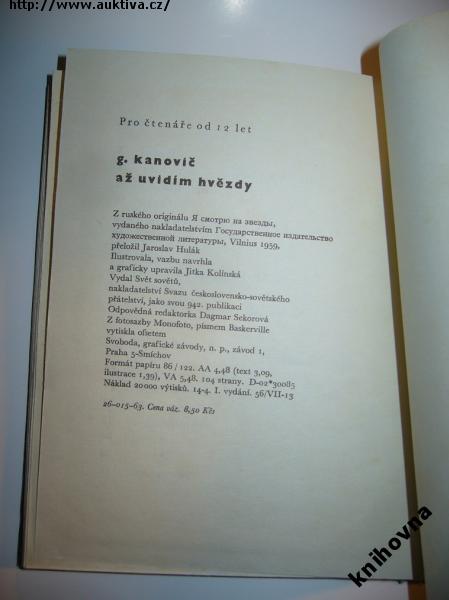 http://www.auktiva.cz/
Pro čtenáře od 12 let
g. kanovič
až uvidím hvězdy
Z ruského originálu Я смотрю на звезды,
vydaného nakladatelstvím Государственное издательство
художественной литературы, Vilnius 1959,
přeložil Jaroslav Hulák
Ilustrovala, vazbu navrhla
a graficky upravila Jitka Kolínská
Vydal Svět sovětů,
nakladatelství Svazu československo-sovětského
přátelství, jako svou 942. publikaci
Odpovědná redaktorka Dagmar Sekorová
Z fotosazby Monofoto, písmem Baskerville
vytiskla ofsetem
Svoboda, grafické závody, n. p., závod 1,
Praha 5-Smíchov
Formát papíru 86 / 122. AA 4,48 (text 3,09,
ilustrace 1,39), VA 5,48. 104 strany. D-02*30085
Náklad 20000 výtisků. 14-4. I. vydání. 56/VII-13
26-015-63. Cena váz. 8,50 Kčs
knihovna